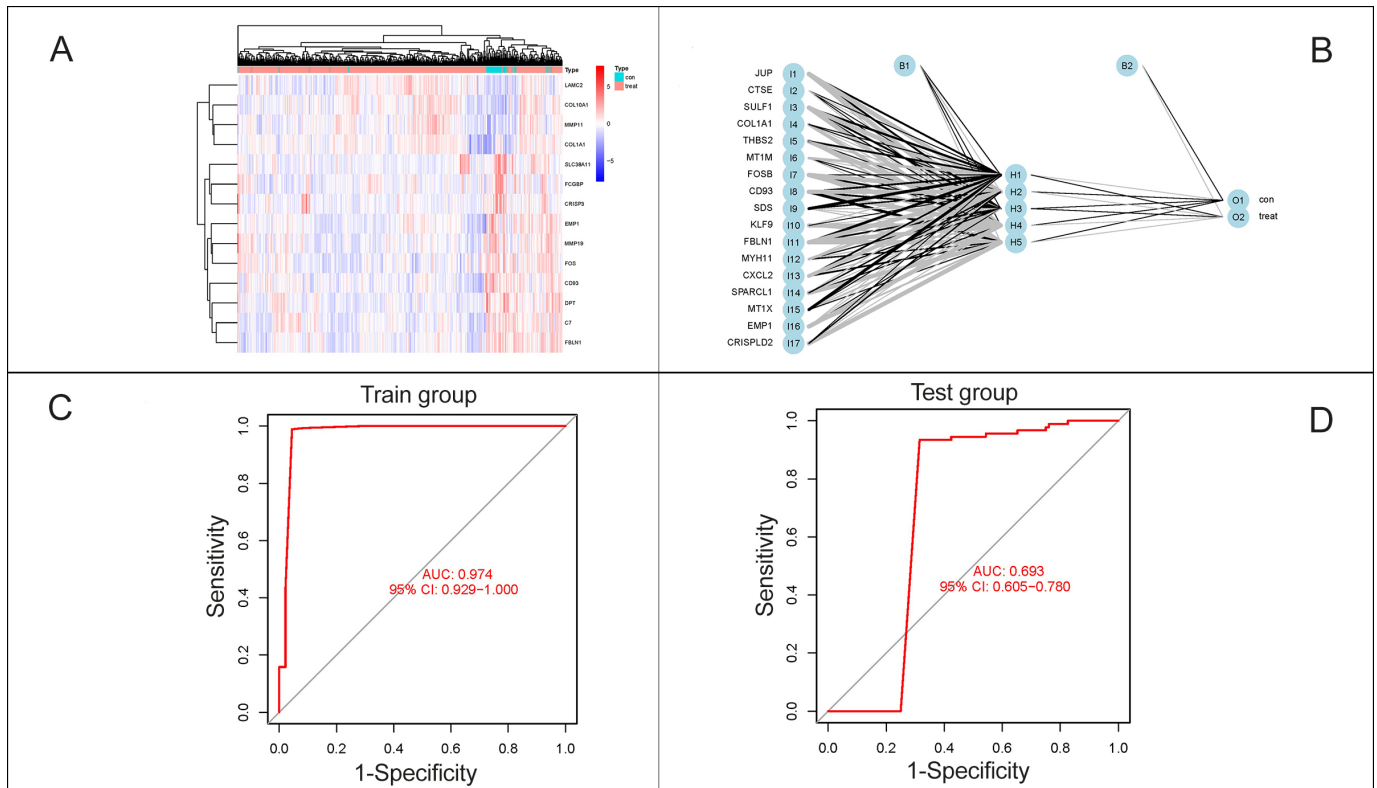 A
Type
LAMC2
COL10A1
MMP11
COL1A1
SLC38A11
FCGBP
CRISP3
EMP1
MMP19
FOS
CD93
DPT
C7
FBLN1
5
0
−5
Type
con
treat
B
JUP I1
CTSE I2
SULF1 I3
COL1A1 I4
THBS2 I5
MT1M I6
FOSB I7
CD93 I8
SDS I9
KLF9 I10
FBLN1 I11
MYH11 I12
CXCL2 I13
SPARCL1 I14
MT1X I15
EMP1 I16
CRISPLD2 I17
B1
B2
H1
H2
H3
H4
H5
O1 con
O2 treat
C
Train group
Sensitivity
1.0
0.8
0.6
0.4
0.2
0.0
AUC: 0.974
95% CI: 0.929−1.000
0.0 0.2 0.4 0.6 0.8 1.0
1-Specificity
D
Test group
Sensitivity
1.0
0.8
0.6
0.4
0.2
0.0
AUC: 0.693
95% CI: 0.605−0.780
0.0 0.2 0.4 0.6 0.8 1.0
1-Specificity